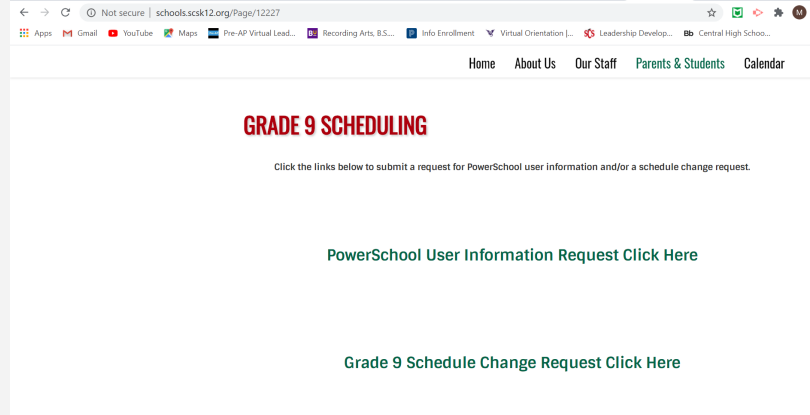 Not secure | schools.scsk12.org/Page/12227
M
Apps Gmail YouTube Maps Pre-AP Virtual Lead... Recording Arts, B.S.... Info Enrollment Virtual Orientation |... Leadership Develop... Bb Central High Schoo...
Home About Us Our Staff Parents & Students Calendar
GRADE 9 SCHEDULING
Click the links below to submit a request for PowerSchool user information and/or a schedule change request.
PowerSchool User Information Request Click Here
Grade 9 Schedule Change Request Click Here